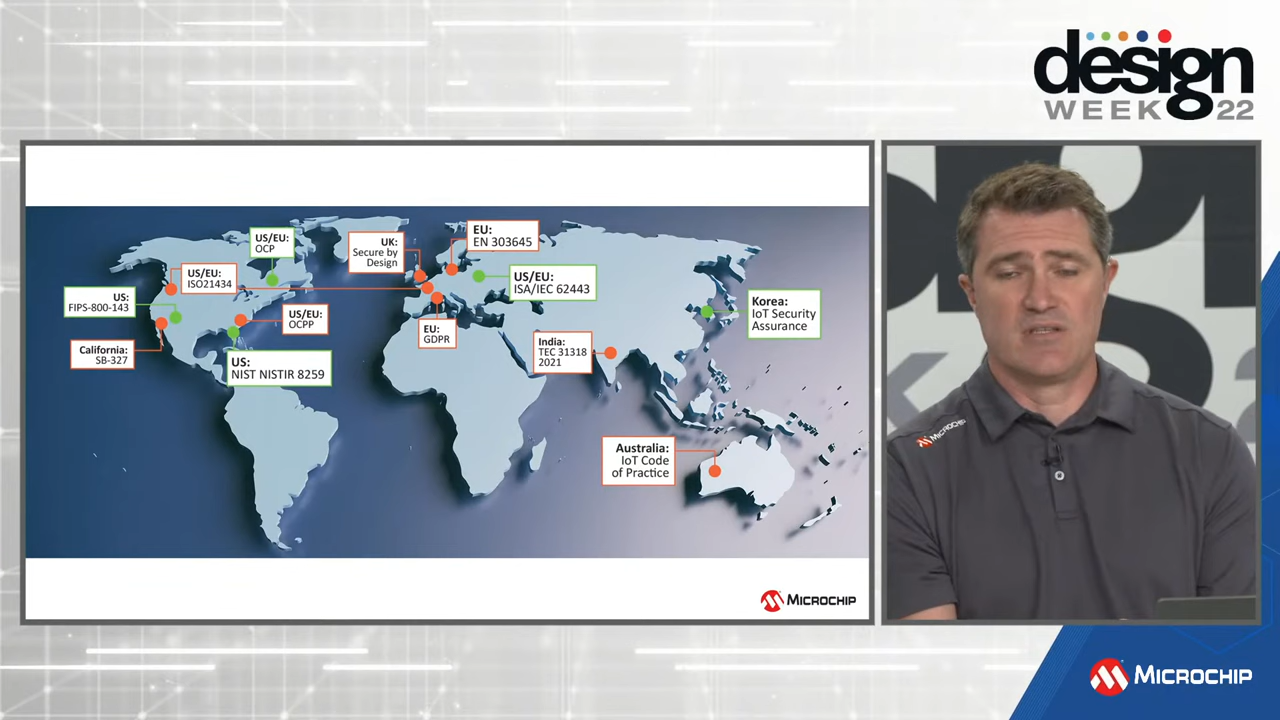 design
WEEK 22
US/EU:
OCP
UK:
Secure by
Design
EU:
EN 303645
US/EU:
ISO21434
US/EU:
ISA/IEC 62443
US:
FIPS-800-143
US/EU:
OCPP
EU:
GDPR
Korea:
IoT Security
Assurance
California:
SB-327
US:
NIST NISTIR 8259
India:
TEC 31318
2021
Australia:
IoT Code
of Practice
MICROCHIP
MICROCHIP
MICROCHIP